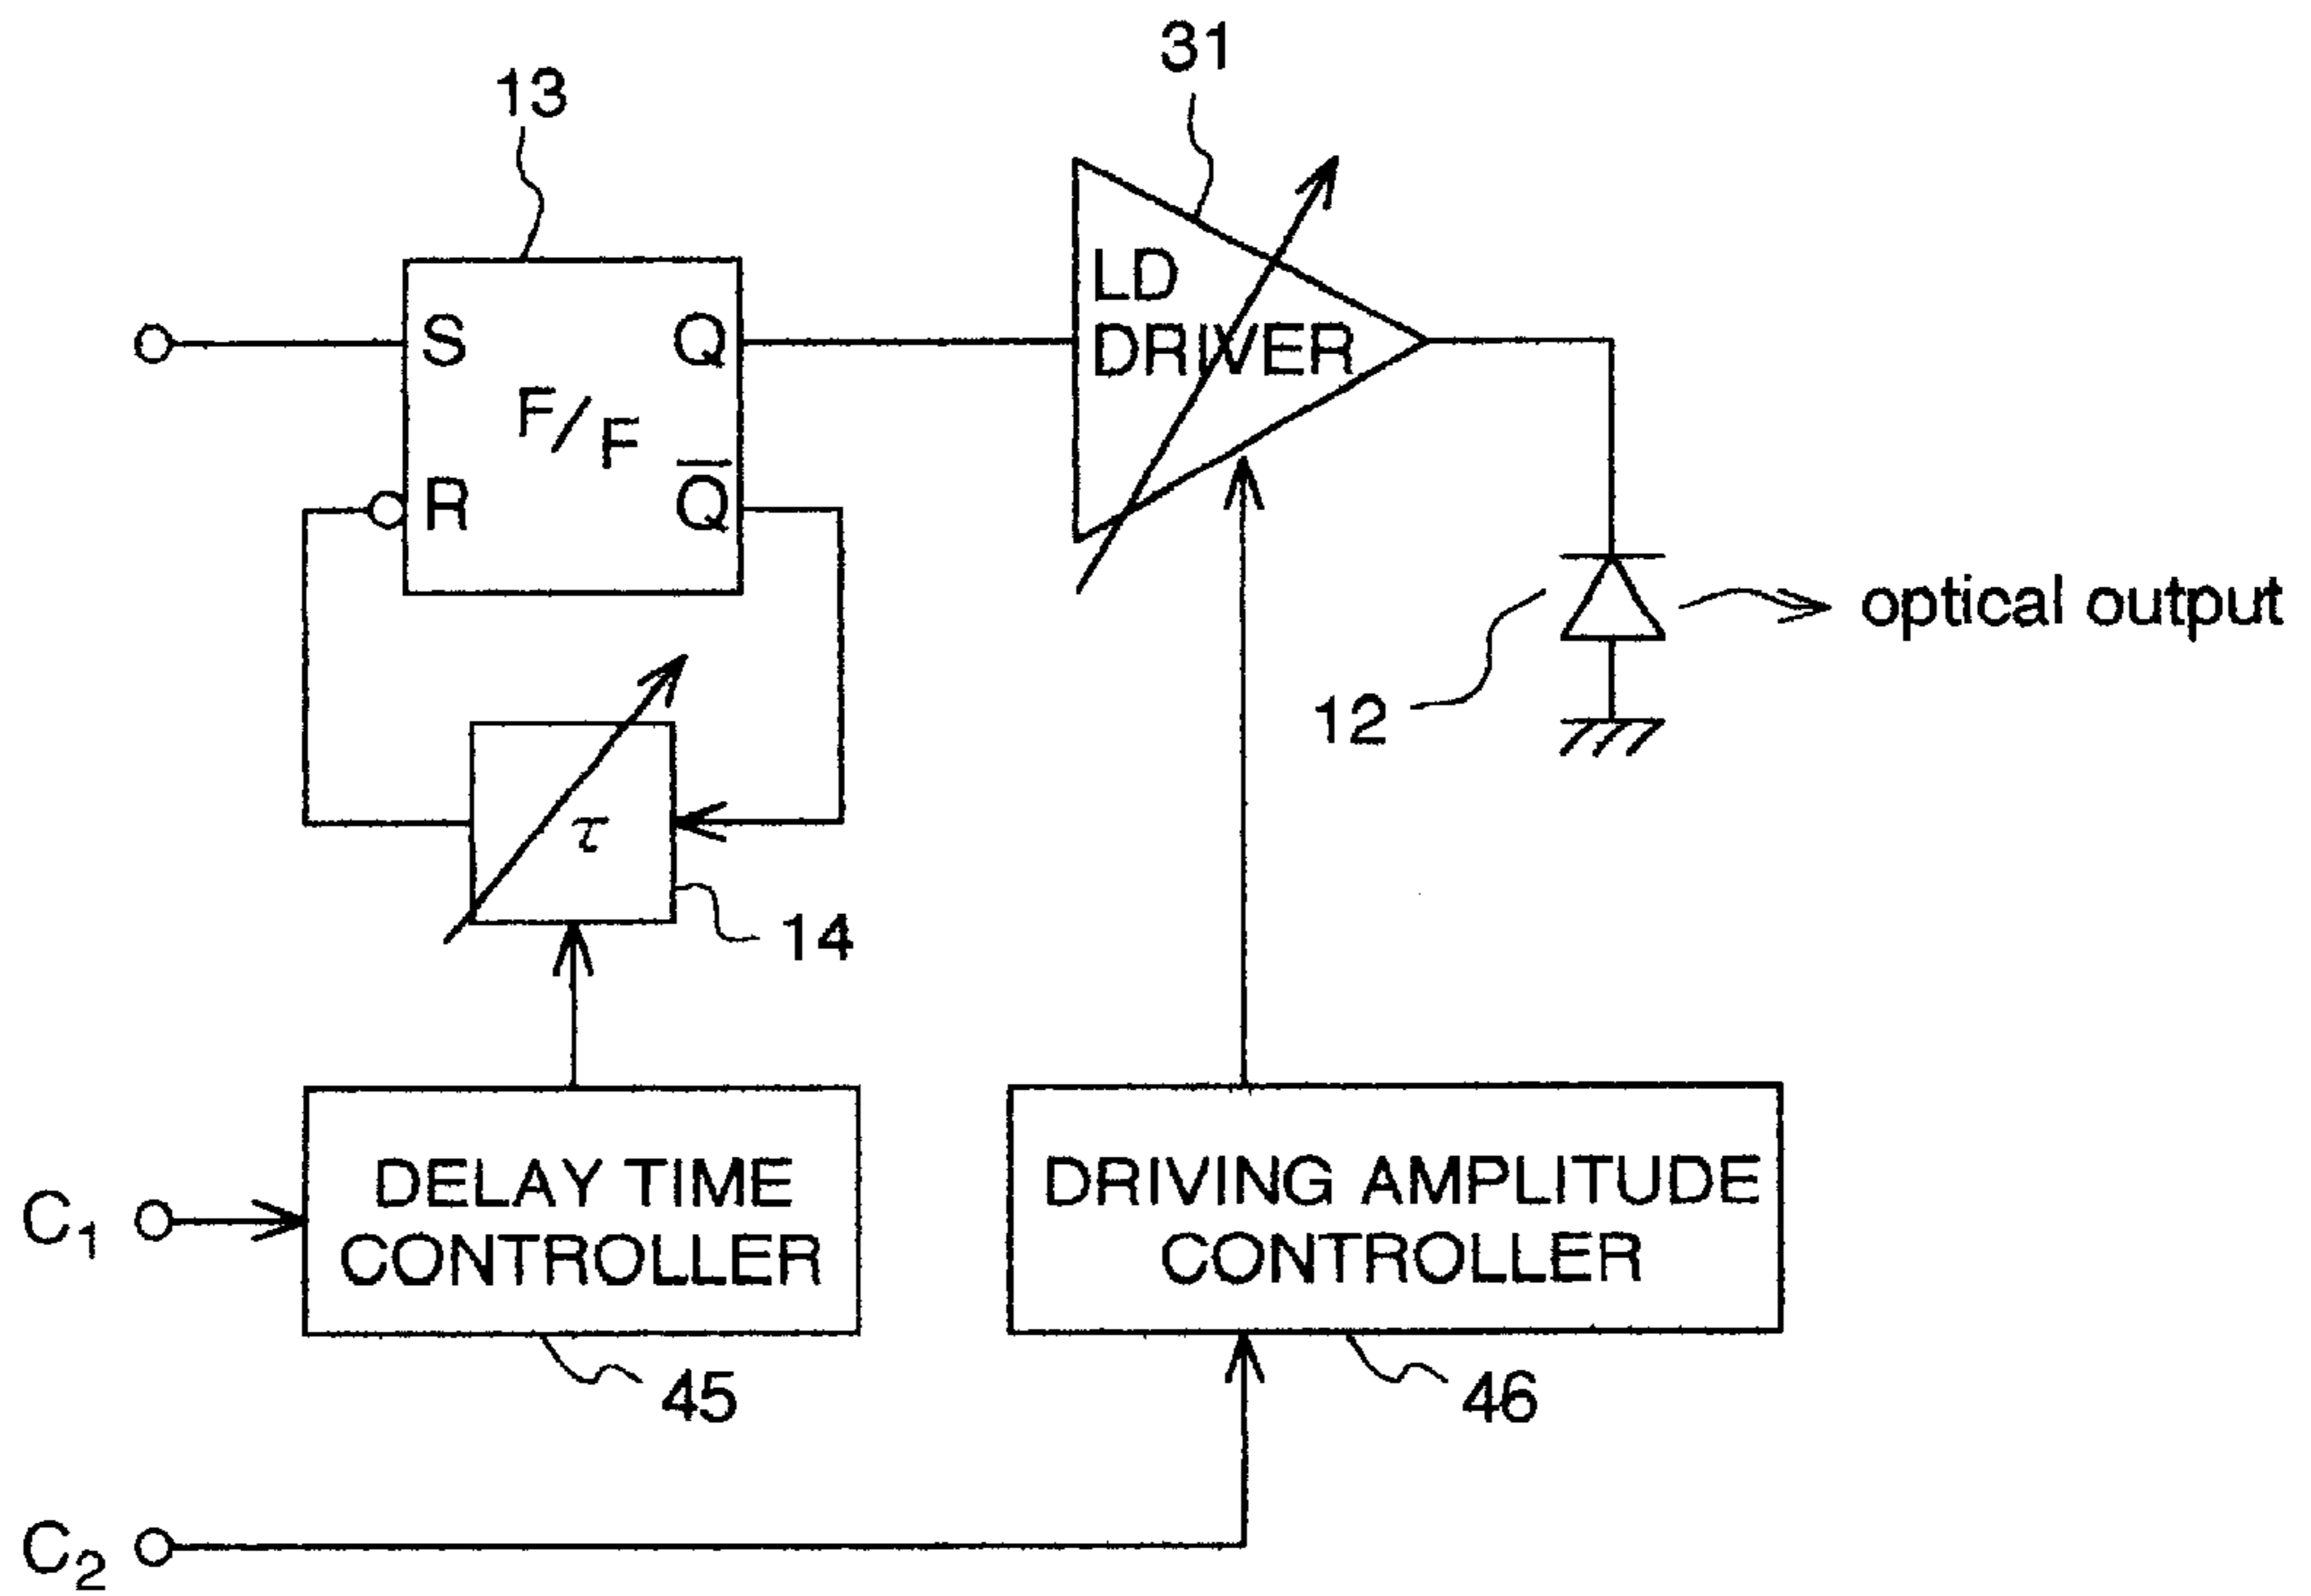 31
13
LD
DRIVER
S
Q
F/F
R
Q̅
optical output
12
τ
14
DELAY TIME
CONTROLLER
DRIVING AMPLITUDE
CONTROLLER
C₁
45
46
C₂